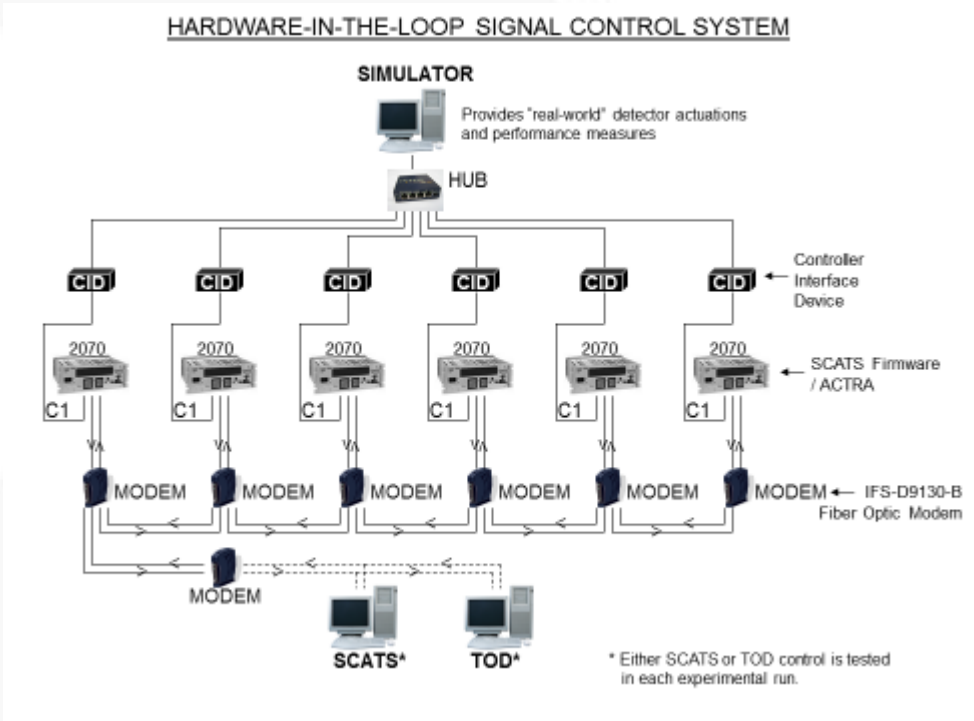 HARDWARE-IN-THE-LOOP SIGNAL CONTROL SYSTEM
SIMULATOR
Provides "real-world" detector actuations
and performance measures
HUB
CID CID CID CID CID CID
Controller
Interface
Device
2070 2070 2070 2070 2070 2070
SCATS Firmware
/ ACTRA
C1 C1 C1 C1 C1 C1
MODEM MODEM MODEM MODEM MODEM MODEM
IFS-D9130-B
Fiber Optic Modem
MODEM
SCATS* TOD*
* Either SCATS or TOD control is tested
in each experimental run.